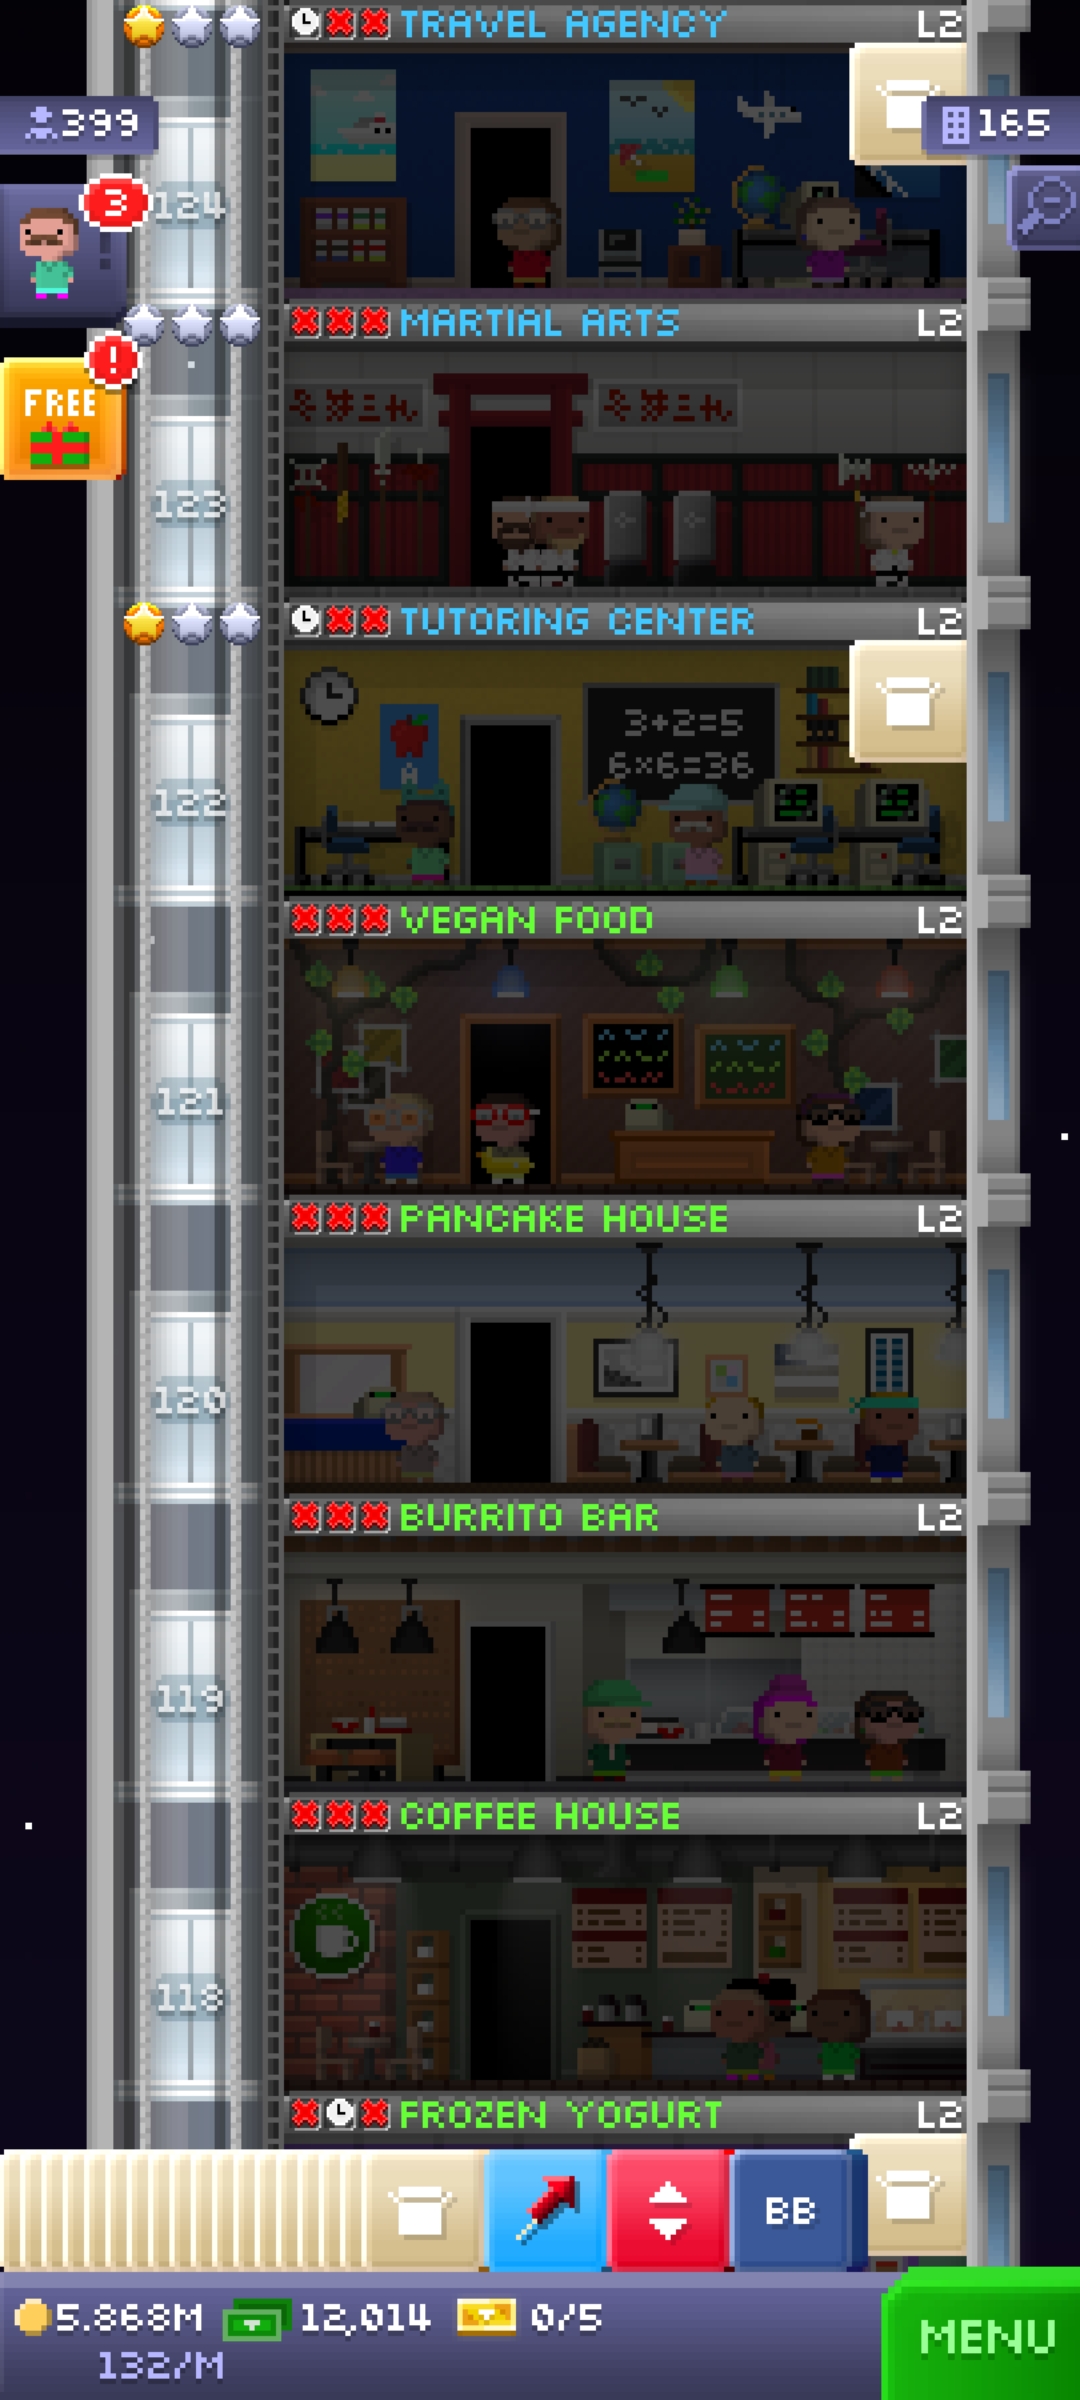 TRAVEL AGENCY L2
399
165
3
124
MARTIAL ARTS L2
!
FREE
123
TUTORING CENTER L2
3+2=5
6×6=36
A
122
VEGAN FOOD L2
121
PANCAKE HOUSE L2
120
BURRITO BAR L2
119
COFFEE HOUSE L2
118
FROZEN YOGURT L2
BB
5.868M 12,014 0/5
132/M
MENU